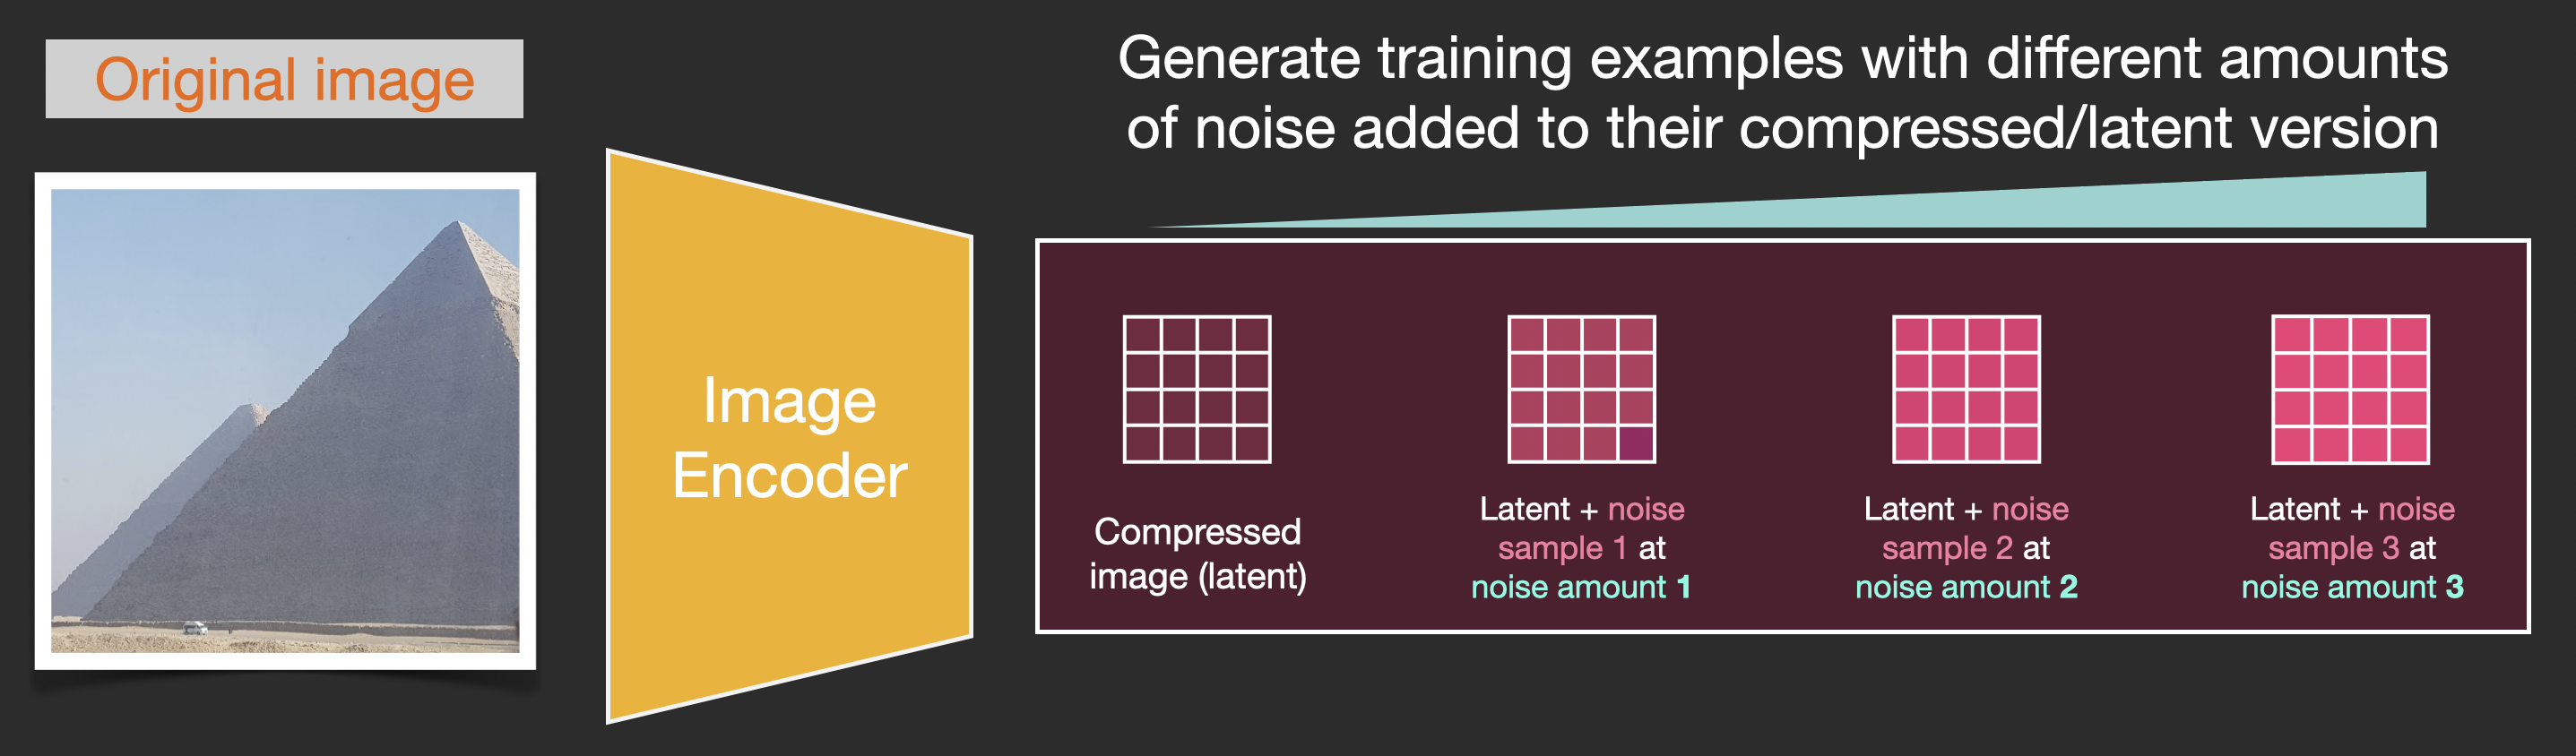 Original image
Generate training examples with different amounts
of noise added to their compressed/latent version
Image
Encoder
Compressed
image (latent)
Latent + noise
sample 1 at
noise amount 1
Latent + noise
sample 2 at
noise amount 2
Latent + noise
sample 3 at
noise amount 3